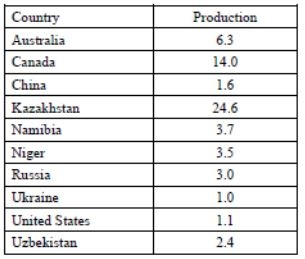 Country Production
Australia 6.3
Canada 14.0
China 1.6
Kazakhstan 24.6
Namibia 3.7
Niger 3.5
Russia 3.0
Ukraine 1.0
United States 1.1
Uzbekistan 2.4